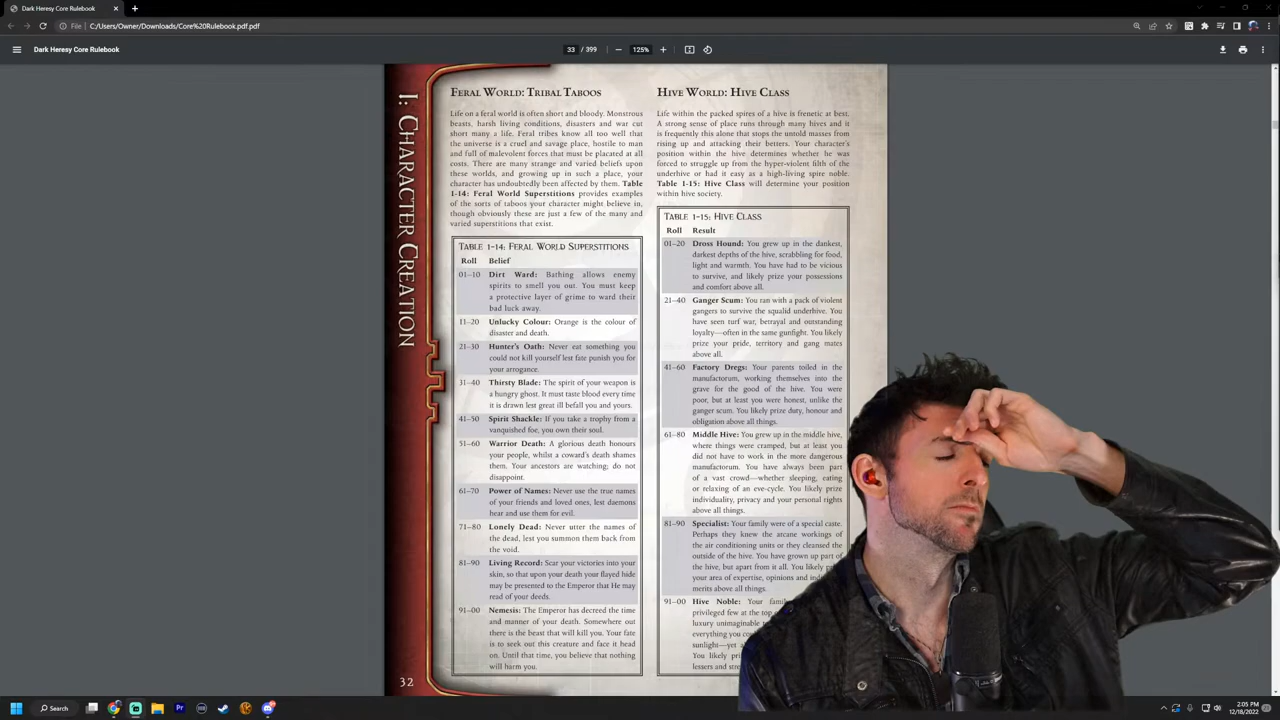 Dark Heresy Core Rulebook
File
C:/Users/Owner/Downloads/Core%20Rulebook.pdf.pdf
Dark Heresy Core Rulebook
33 / 399
125%
I: Character Creation
Feral World: Tribal Taboos
Life on a feral world is often short and bloody. Monstrous
beasts, harsh living conditions, disasters and war cut
short many a life. Feral tribes know all too well that
the universe is a cruel and savage place, hostile to man
and full of malevolent forces that must be placated at all
costs. There are many strange and varied beliefs upon
these worlds, and growing up in such a place, your
character has undoubtedly been affected by them. Table
1-14: Feral World Superstitions provides examples
of the sorts of taboos your character might believe in,
though obviously these are just a few of the many and
varied superstitions that exist.
Table 1-14: Feral World Superstitions
Roll Belief
01–10 Dirt Ward: Bathing allows enemy
spirits to smell you out. You must keep
a protective layer of grime to ward their
bad luck away.
11–20 Unlucky Colour: Orange is the colour of
disaster and death.
21–30 Hunter's Oath: Never eat something you
could not kill yourself lest fate punish you for
your arrogance.
31–40 Thirsty Blade: The spirit of your weapon is
a hungry ghost. It must taste blood every time
it is drawn lest great ill befall you and yours.
41–50 Spirit Shackle: If you take a trophy from a
vanquished foe, you own their soul.
51–60 Warrior Death: A glorious death honours
your people, whilst a coward's death shames
them. Your ancestors are watching; do not
disappoint.
61–70 Power of Names: Never use the true names
of your friends and loved ones, lest daemons
hear and use them for evil.
71–80 Lonely Dead: Never utter the names of
the dead, lest you summon them back from
the void.
81–90 Living Record: Scar your victories into your
skin, so that upon your death your flayed hide
may be presented to the Emperor that He may
read of your deeds.
91–00 Nemesis: The Emperor has decreed the time
and manner of your death. Somewhere out
there is the beast that will kill you. Your fate
is to seek out this creature and face it head
on. Until that time, you believe that nothing
will harm you.
32
Hive World: Hive Class
Life within the packed spires of a hive is frenetic at best.
A strong sense of place runs through many hives and it
is frequently this alone that stops the untold masses from
rising up and attacking their betters. Your character's
position within the hive determines whether he was
forced to struggle up from the hyper-violent filth of the
underhive or had it easy as a high-living spire noble.
Table 1-15: Hive Class will determine your position
within hive society.
Table 1-15: Hive Class
Roll Result
01–20 Dross Hound: You grew up in the dankest,
darkest depths of the hive, scrabbling for food,
light and warmth. You have had to be vicious
to survive, and likely prize your possessions
and comfort above all.
21–40 Ganger Scum: You ran with a pack of violent
gangers to survive the squalid underhive. You
have seen turf war, betrayal and outstanding
loyalty—often in the same gunfight. You likely
prize your pride, territory and gang mates
above all.
41–60 Factory Dregs: Your parents toiled in the
manufactorum, working themselves into the
grave for the good of the hive. You were
poor, but at least you were honest, unlike the
ganger scum. You likely prize duty, honour and
obligation above all things.
61–80 Middle Hive: You grew up in the middle hive,
where things were cramped, but at least you
did not have to work in the more dangerous
manufactorum. You have always been part
of a vast crowd—whether sleeping, eating
or relaxing of an eve-cycle. You likely prize
individuality, privacy and your personal rights
above all things.
81–90 Specialist: Your family were of a special caste.
Perhaps they knew the arcane workings of
the air conditioning units or they cleansed the
outside of the hive. You have grown up part of
the hive, but apart from it all. You likely
your area of expertise, opinions and
merits above all things.
91–00 Hive Noble: Your
privileged few at the top
luxury unimaginable
everything you
sunlight—yet
You likely
lessers and
Search
2:05 PM
12/18/2022